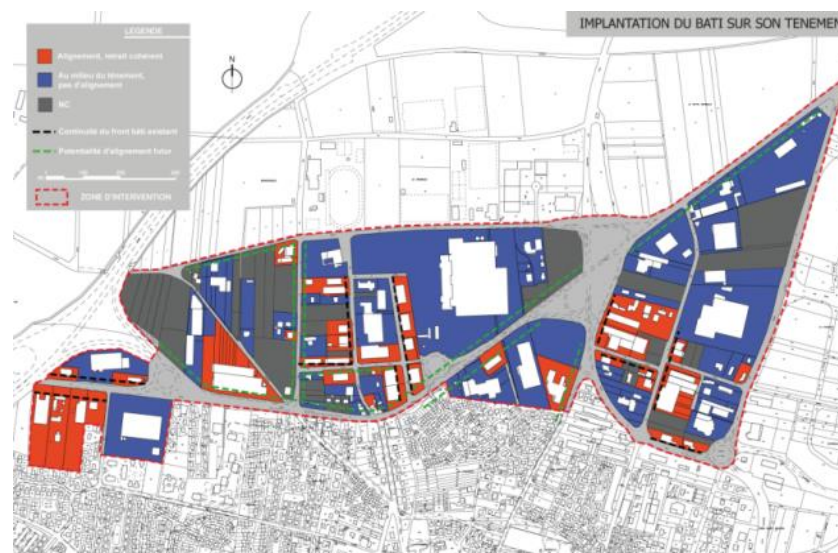 IMPLANTATION DU BATI SUR SON TENEMEN
LEGENDE
Alignement, retrait cohérent
Au milieu du ténement,
pas d'alignement
NC
Continuité du front bâti existant
Potentialité d'alignement futur
ZONE D'INTERVENTION
N